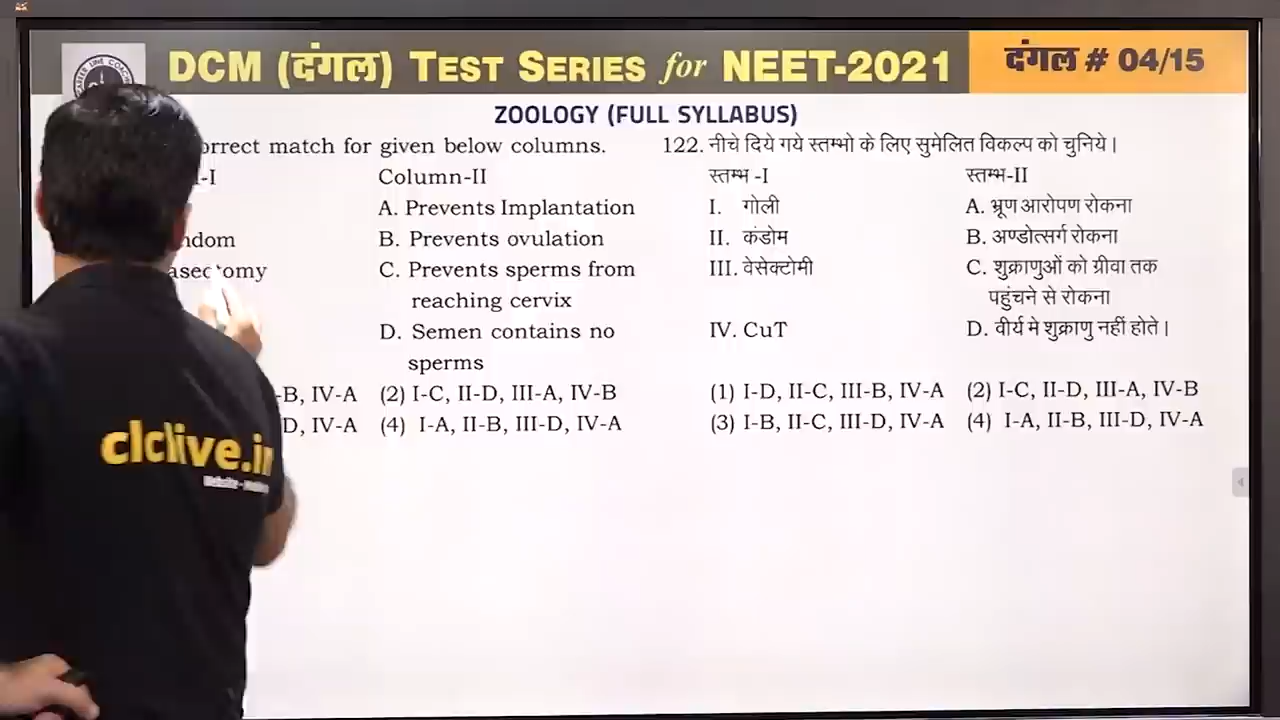 DCM (दंगल) TEST SERIES for NEET-2021
दंगल # 04/15
ZOOLOGY (FULL SYLLABUS)
match for given below columns.
Column-II
A. Prevents Implantation
B. Prevents ovulation
C. Prevents sperms from
reaching cervix
D. Semen contains no
sperms
-B, IV-A (2) I-C, II-D, III-A, IV-B
D, IV-A (4) I-A, II-B, III-D, IV-A
122. नीचे दिये गये स्तम्भो के लिए सुमेलित विकल्प को चुनिये।
स्तम्भ -I स्तम्भ-II
I. गोली A. भ्रूण आरोपण रोकना
II. कंडोम B. अण्डोत्सर्ग रोकना
III. वेसेक्टोमी C. शुक्राणुओं को ग्रीवा तक
पहुंचने से रोकना
IV. CuT D. वीर्य मे शुक्राणु नहीं होते।
(1) I-D, II-C, III-B, IV-A (2) I-C, II-D, III-A, IV-B
(3) I-B, II-C, III-D, IV-A (4) I-A, II-B, III-D, IV-A
clclive.in